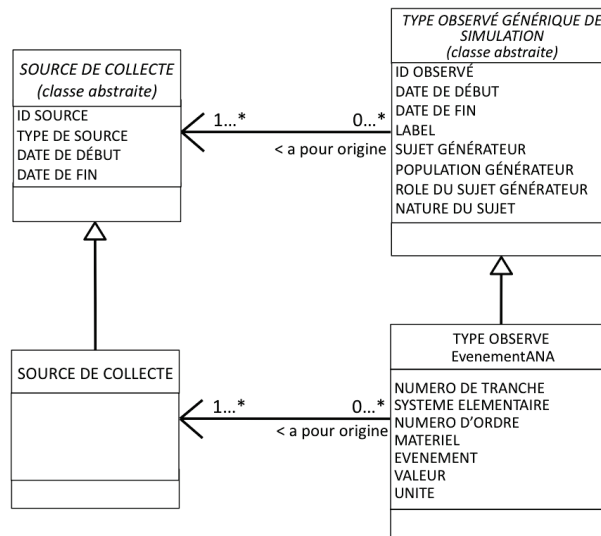 SOURCE DE COLLECTE
(classe abstraite)
ID SOURCE
TYPE DE SOURCE
DATE DE DÉBUT
DATE DE FIN
TYPE OBSERVÉ GÉNÉRIQUE DE
SIMULATION
(classe abstraite)
ID OBSERVÉ
DATE DE DÉBUT
DATE DE FIN
LABEL
SUJET GÉNÉRATEUR
POPULATION GÉNÉRATEUR
ROLE DU SUJET GÉNÉRATEUR
NATURE DU SUJET
1...*
0...*
< a pour origine
SOURCE DE COLLECTE
TYPE OBSERVE
EvenementANA
NUMERO DE TRANCHE
SYSTEME ELEMENTAIRE
NUMERO D'ORDRE
MATERIEL
EVENEMENT
VALEUR
UNITE
1...*
0...*
< a pour origine